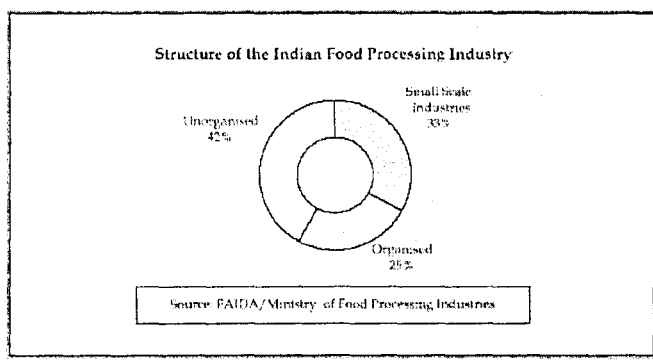 Structure of the Indian Food Processing Industry
Small Scale
Industries
33%
Unorganised
42%
Organised
25%
Source: FAIDA/Ministry of Food Processing Industries